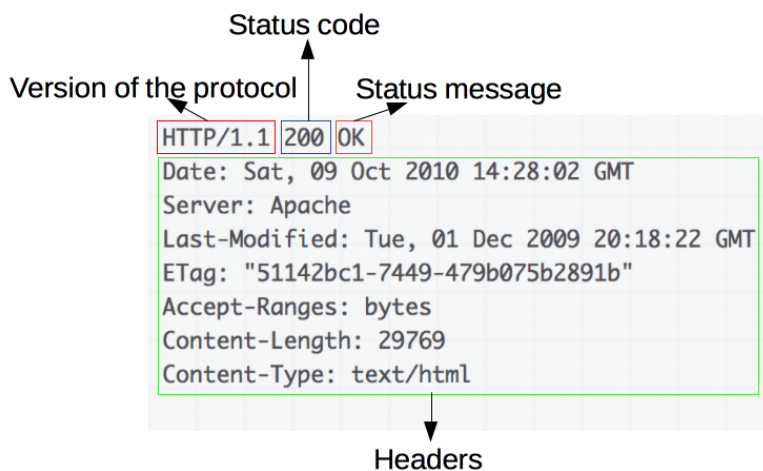 Status code
Version of the protocol
Status message
HTTP/1.1 200 OK
Date: Sat, 09 Oct 2010 14:28:02 GMT
Server: Apache
Last-Modified: Tue, 01 Dec 2009 20:18:22 GMT
ETag: "51142bc1-7449-479b075b2891b"
Accept-Ranges: bytes
Content-Length: 29769
Content-Type: text/html
Headers